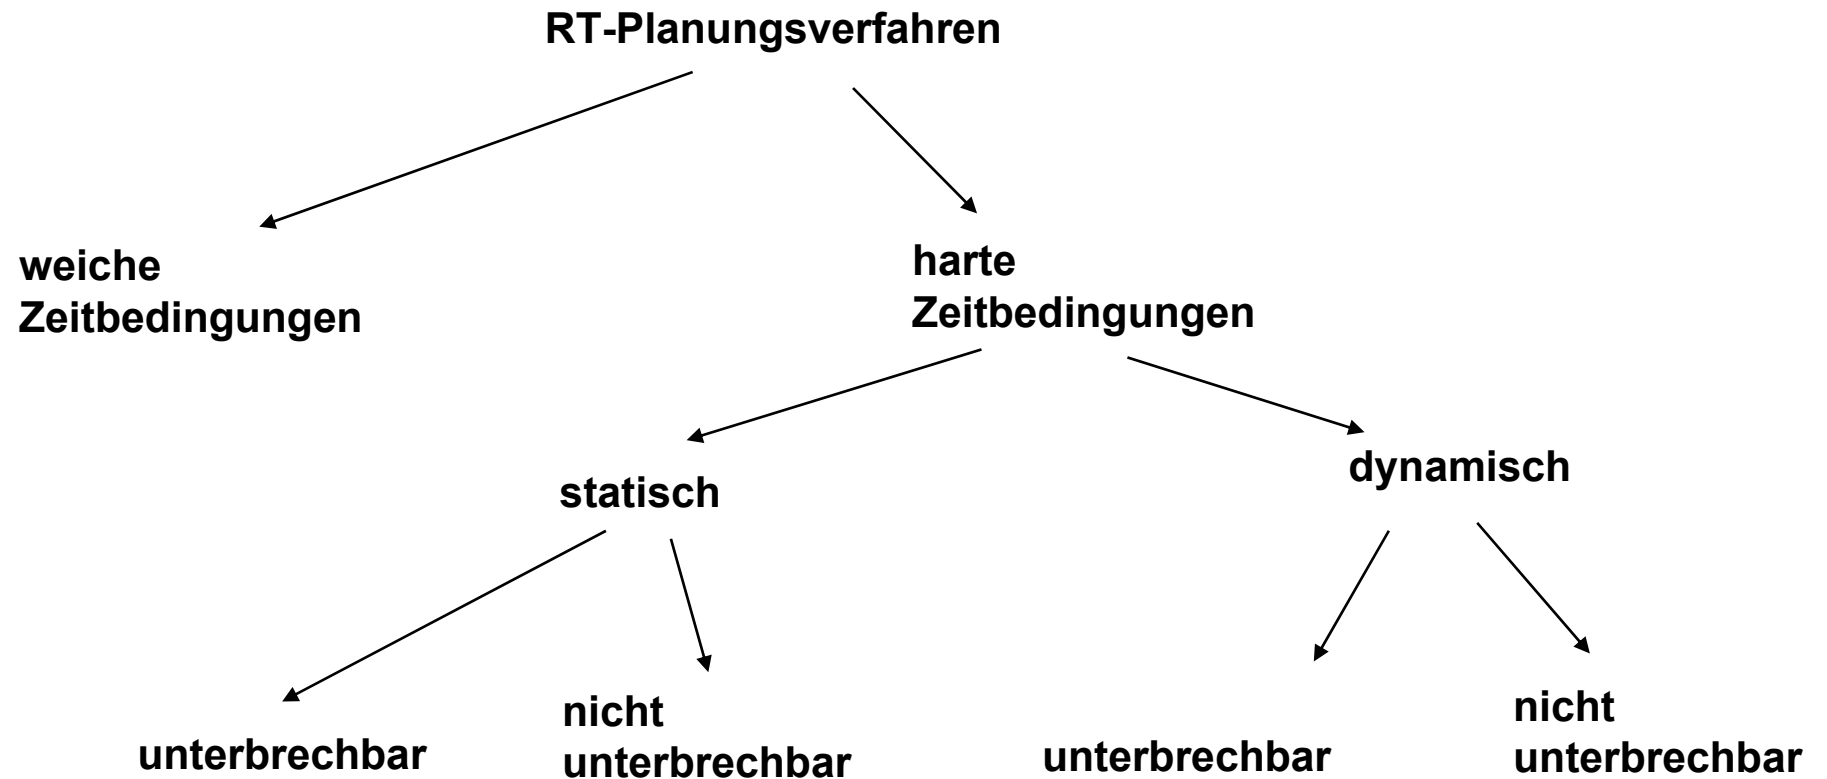 RT-Planungsverfahren
weiche
Zeitbedingungen
harte
Zeitbedingungen
statisch
dynamisch
unterbrechbar
nicht
unterbrechbar
unterbrechbar
nicht
unterbrechbar